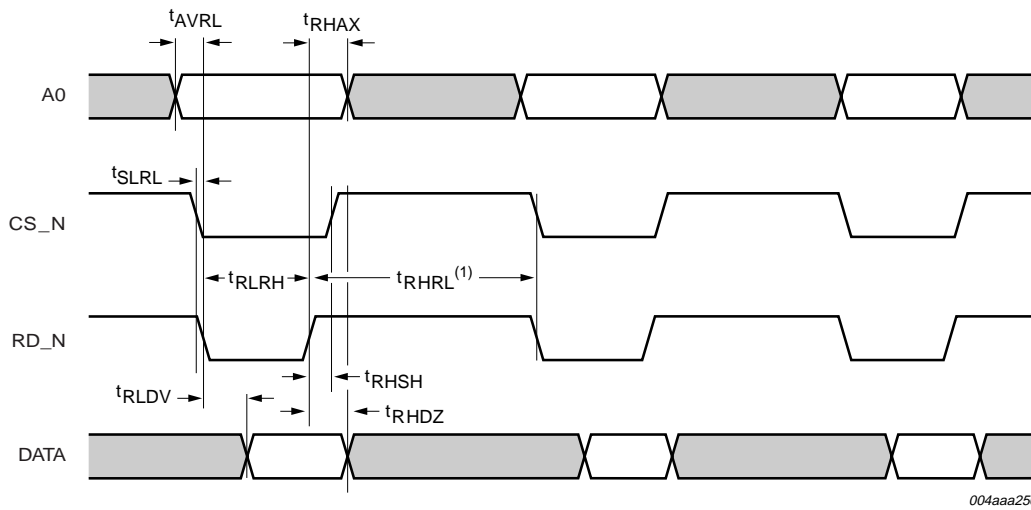 tAVRL
tRHAX
A0
tSLRL
CS_N
tRLRH
tRHRL(1)
RD_N
tRHSH
tRLDV
tRHDZ
DATA
004aaa25